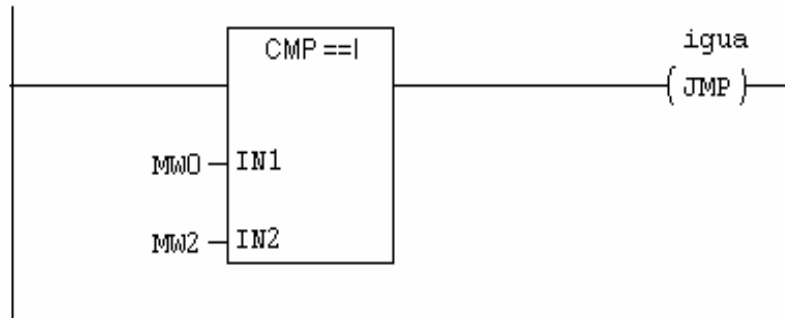 CMP ==I
igua
JMP
MW0
IN1
MW2
IN2